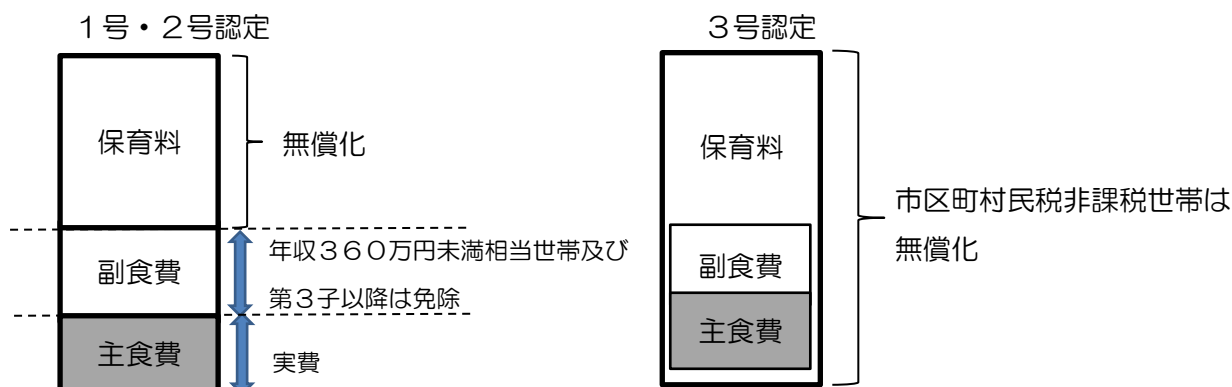 １号・２号認定
保育料
無償化
副食費
年収３６０万円未満相当世帯及び
第３子以降は免除
主食費
実費
３号認定
保育料
副食費
主食費
市区町村民税非課税世帯は
無償化